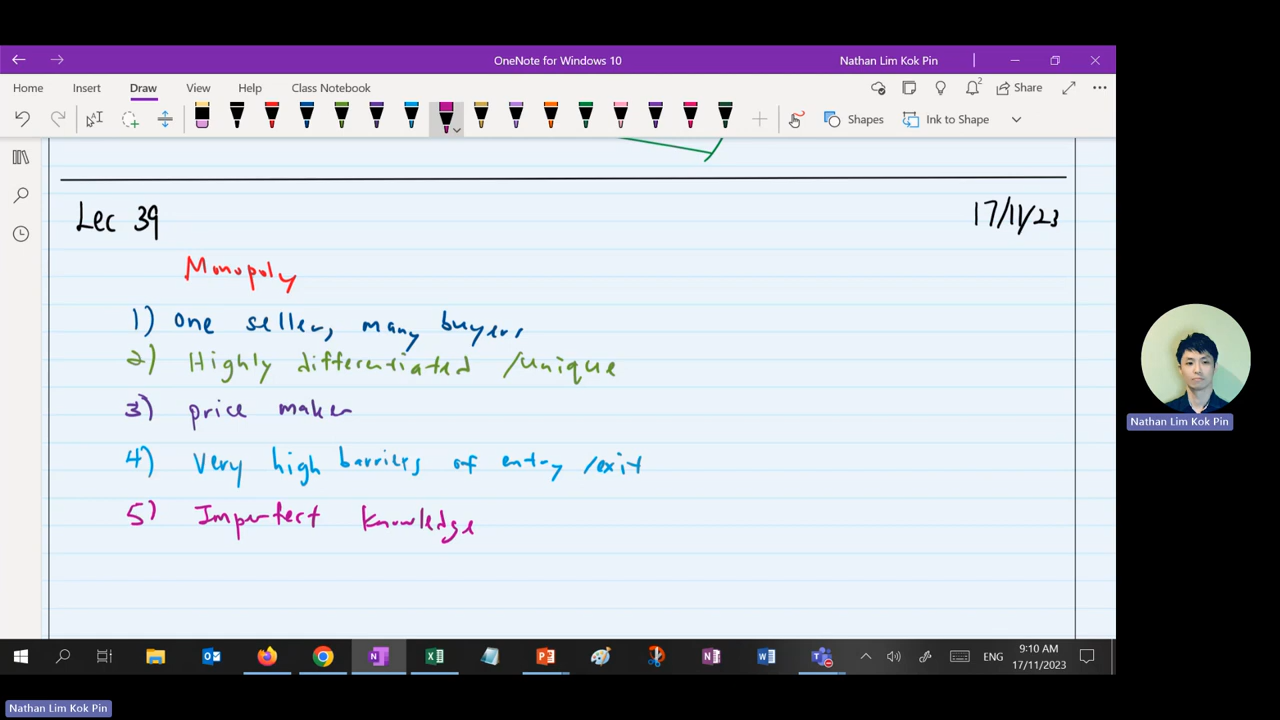 OneNote for Windows 10
Nathan Lim Kok Pin
Home Insert Draw View Help Class Notebook
Share
Shapes Ink to Shape
Lec 39
17/11/23
Monopoly
1) One seller, many buyers
2) Highly differentiated /unique
3) price maker
4) Very high barriers of entry /exit
5) Imperfect Knowledge
Nathan Lim Kok Pin
ENG
9:10 AM
17/11/2023
Nathan Lim Kok Pin